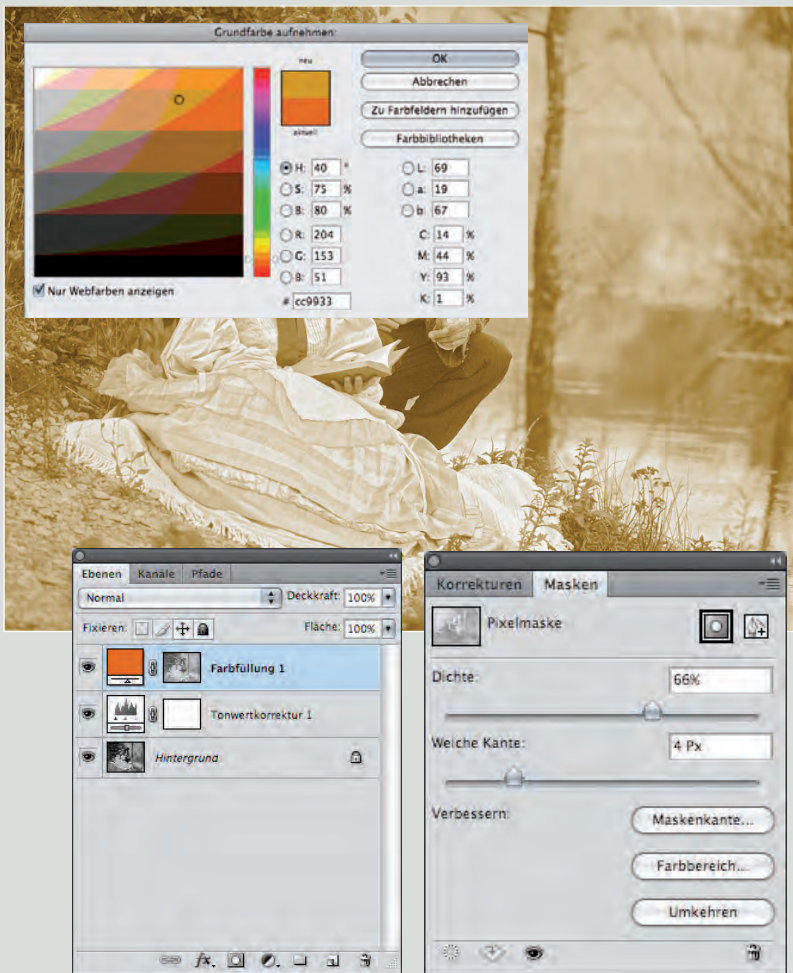 Grundfarbe aufnehmen:
neu
aktuell
OK
Abbrechen
Zu Farbfeldern hinzufügen
Farbbibliotheken
H: 40 °
S: 75 %
B: 80 %
R: 204
G: 153
B: 51
# cc9933
L: 69
a: 19
b: 67
C: 14 %
M: 44 %
Y: 93 %
K: 1 %
Nur Webfarben anzeigen
Ebenen Kanäle Pfade
Normal Deckkraft: 100%
Fixieren: Fläche: 100%
Farbfüllung 1
Tonwertkorrektur 1
Hintergrund
fx.
Korrekturen Masken
Pixelmaske
Dichte: 66%
Weiche Kante: 4 Px
Verbessern: Maskenkante...
Farbbereich...
Umkehren